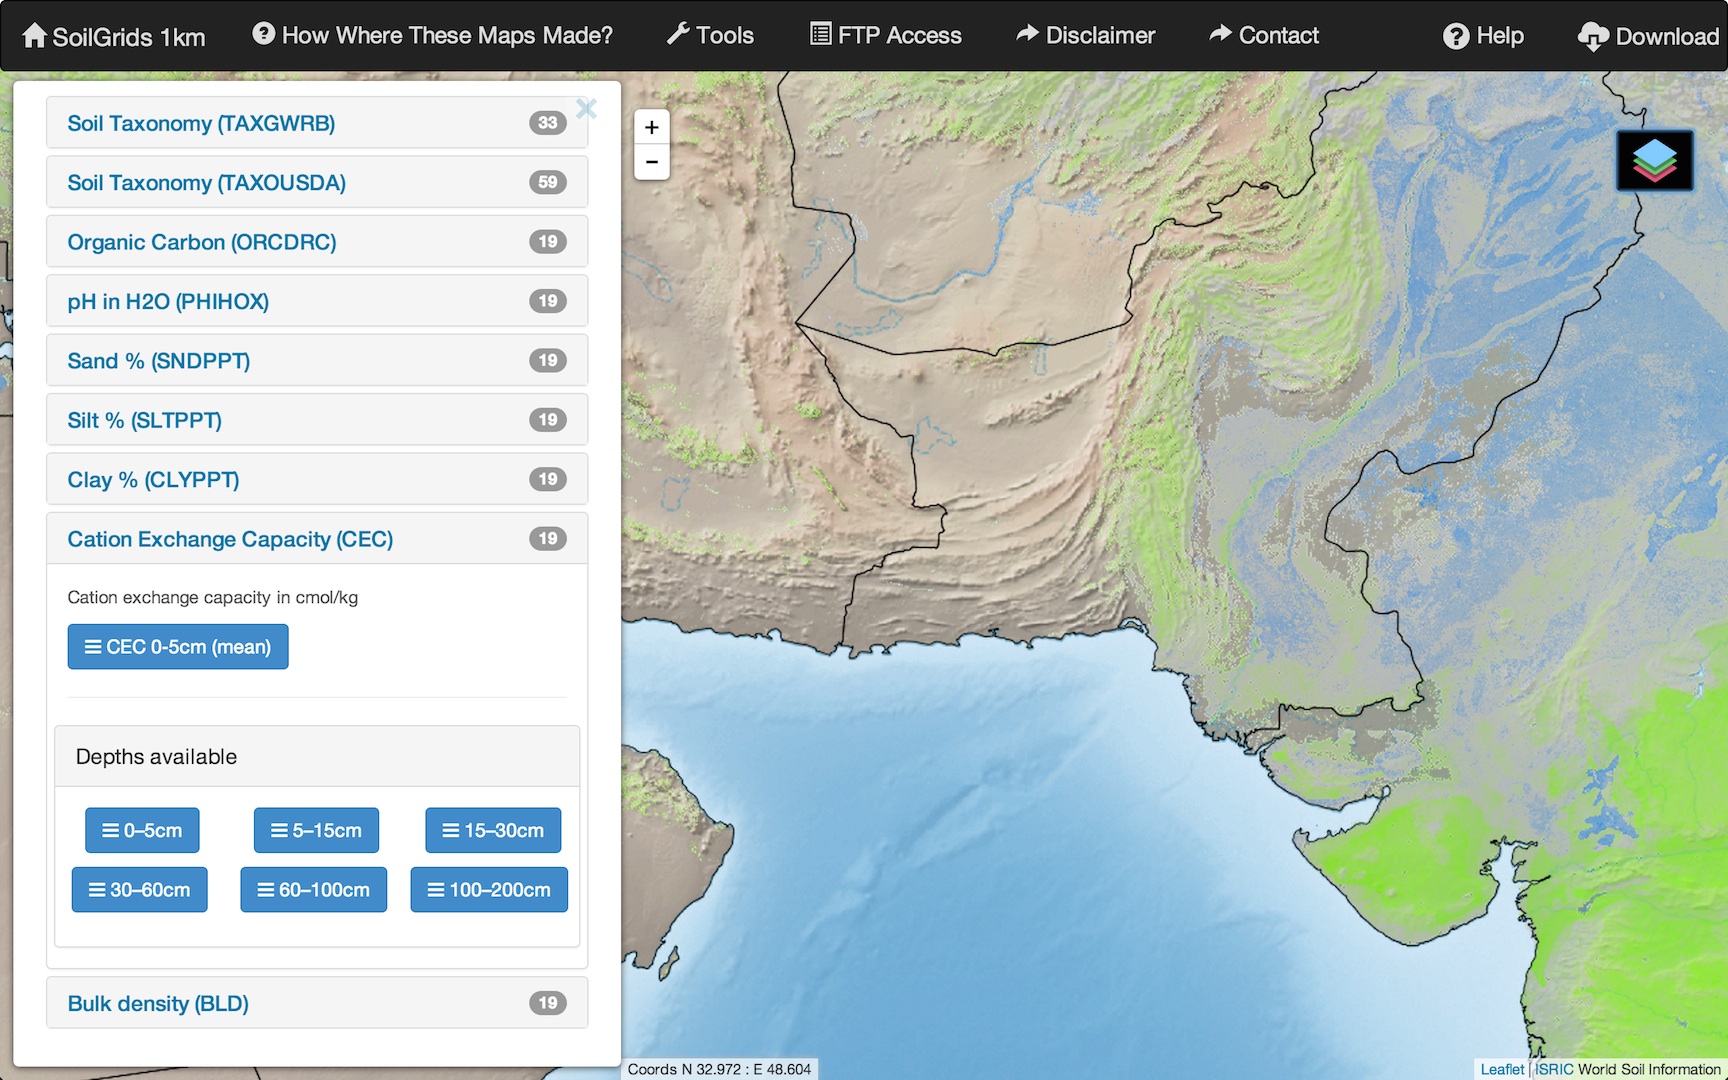 SoilGrids 1km
How Where These Maps Made?
Tools
FTP Access
Disclaimer
Contact
Help
Download
Soil Taxonomy (TAXGWRB) 33
Soil Taxonomy (TAXOUSDA) 59
Organic Carbon (ORCDRC) 19
pH in H2O (PHIHOX) 19
Sand % (SNDPPT) 19
Silt % (SLTPPT) 19
Clay % (CLYPPT) 19
Cation Exchange Capacity (CEC) 19
Cation exchange capacity in cmol/kg
CEC 0-5cm (mean)
Depths available
0–5cm
5–15cm
15–30cm
30–60cm
60–100cm
100–200cm
Bulk density (BLD) 19
+
−
Coords N 32.972 : E 48.604
Leaflet | ISRIC World Soil Information